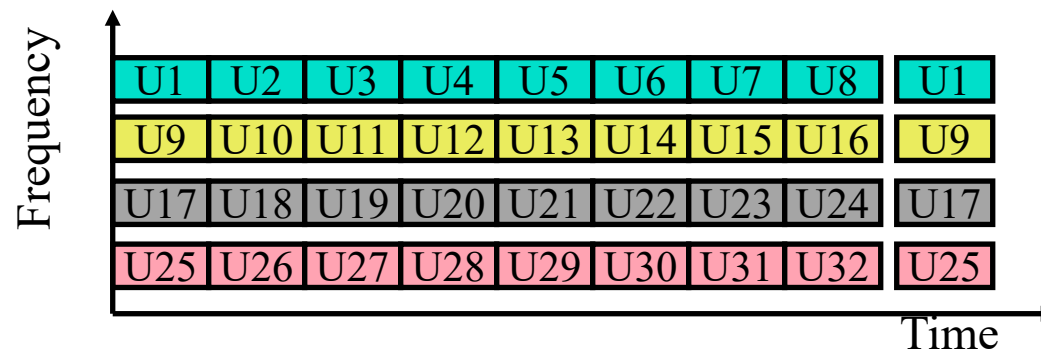 Frequency
U1 U2 U3 U4 U5 U6 U7 U8 U1
U9 U10 U11 U12 U13 U14 U15 U16 U9
U17 U18 U19 U20 U21 U22 U23 U24 U17
U25 U26 U27 U28 U29 U30 U31 U32 U25
Time